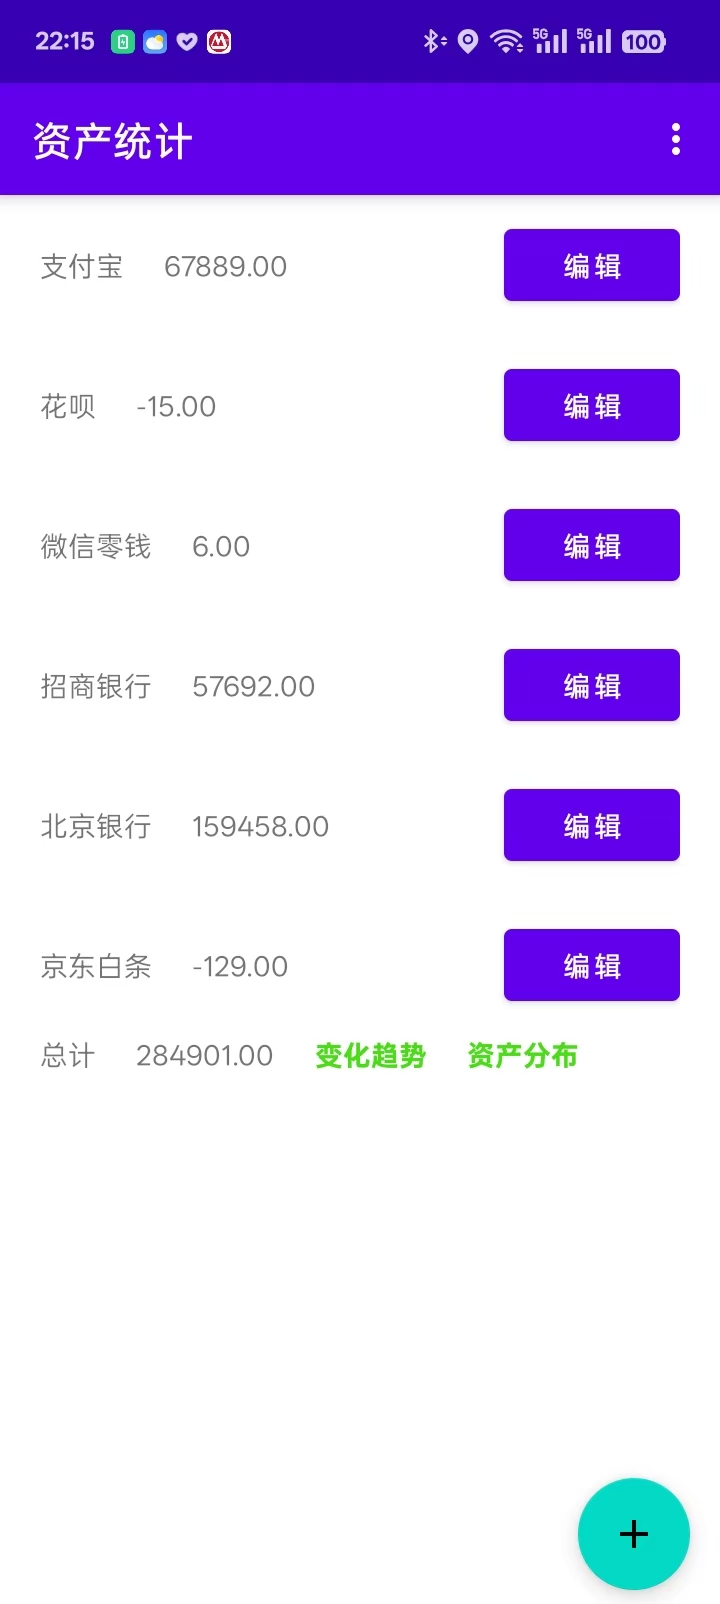 22:15 5G 5G 100
资产统计
支付宝 67889.00 编辑
花呗 -15.00 编辑
微信零钱 6.00 编辑
招商银行 57692.00 编辑
北京银行 159458.00 编辑
京东白条 -129.00 编辑
总计 284901.00 变化趋势 资产分布
+